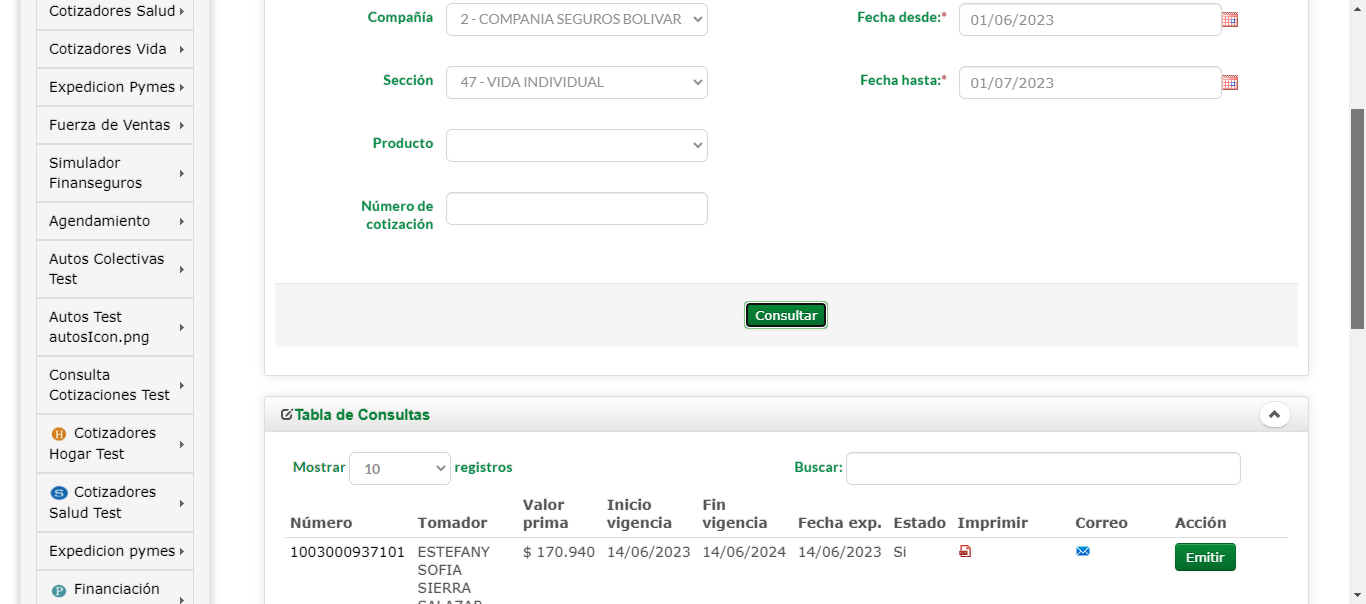 Cotizadores Salud
Cotizadores Vida
Expedicion Pymes
Fuerza de Ventas
Simulador
Finanseguros
Agendamiento
Autos Colectivas
Test
Autos Test
autosIcon.png
Consulta
Cotizaciones Test
H Cotizadores
Hogar Test
S Cotizadores
Salud Test
Expedicion pymes
P Financiación
Compañía 2 - COMPANIA SEGUROS BOLIVAR Fecha desde:* 01/06/2023
Sección 47 - VIDA INDIVIDUAL Fecha hasta:* 01/07/2023
Producto
Número de
cotización
Consultar
Tabla de Consultas
Mostrar 10 registros Buscar:
Número Tomador Valor prima Inicio vigencia Fin vigencia Fecha exp. Estado Imprimir Correo Acción
1003000937101 ESTEFANY $ 170.940 14/06/2023 14/06/2024 14/06/2023 Si Emitir
SOFIA
SIERRA
SALAZAR